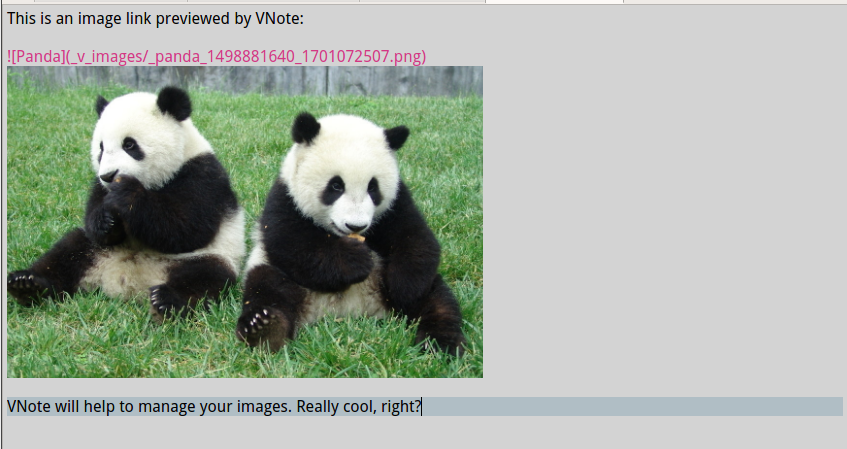 This is an image link previewed by VNote:
![Panda](_v_images/_panda_1498881640_1701072507.png)
VNote will help to manage your images. Really cool, right?